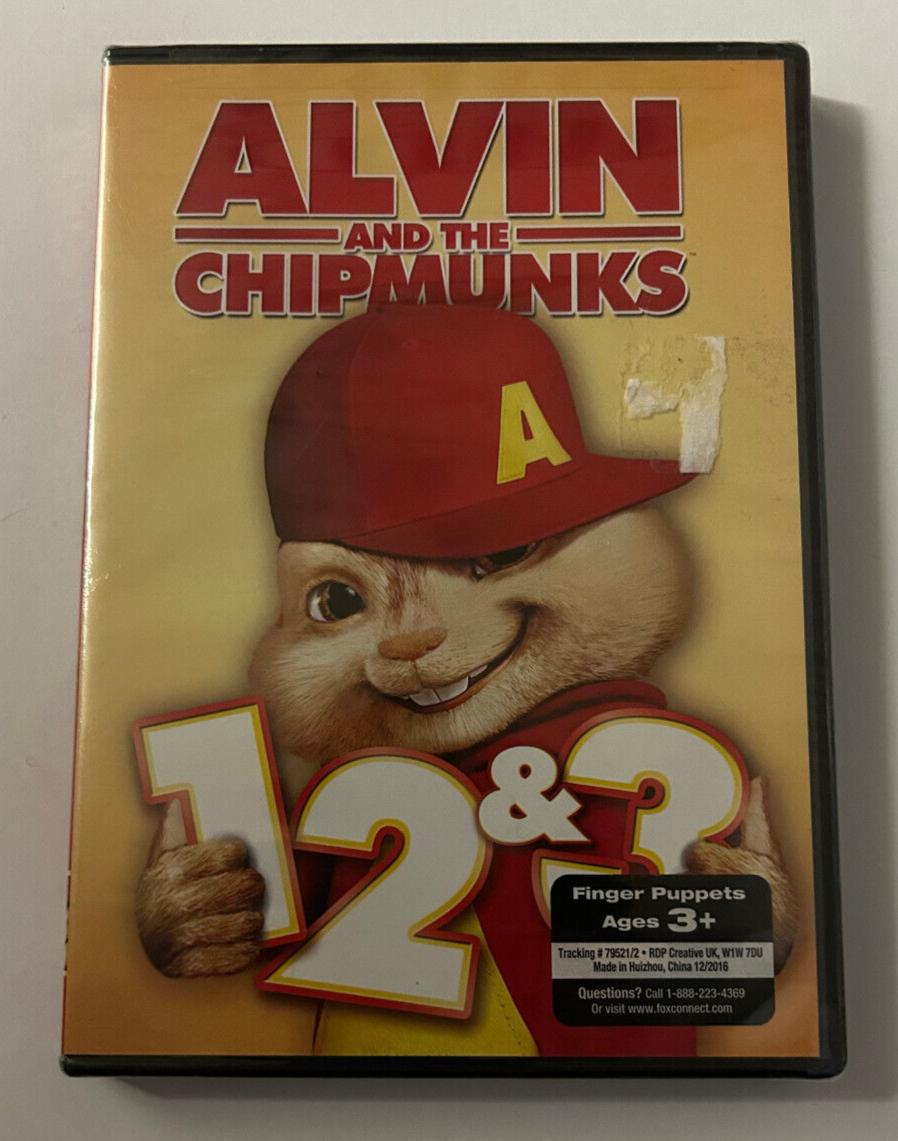 ALVIN
AND THE
CHIPMUNKS™
A
1 2 & 3
Finger Puppets
Ages 3+
Tracking # 79521/2 • RDP Creative UK, W1W 7DU
Made in Huizhou, China 12/2016
Questions? Call 1-888-223-4369
Or visit www.foxconnect.com